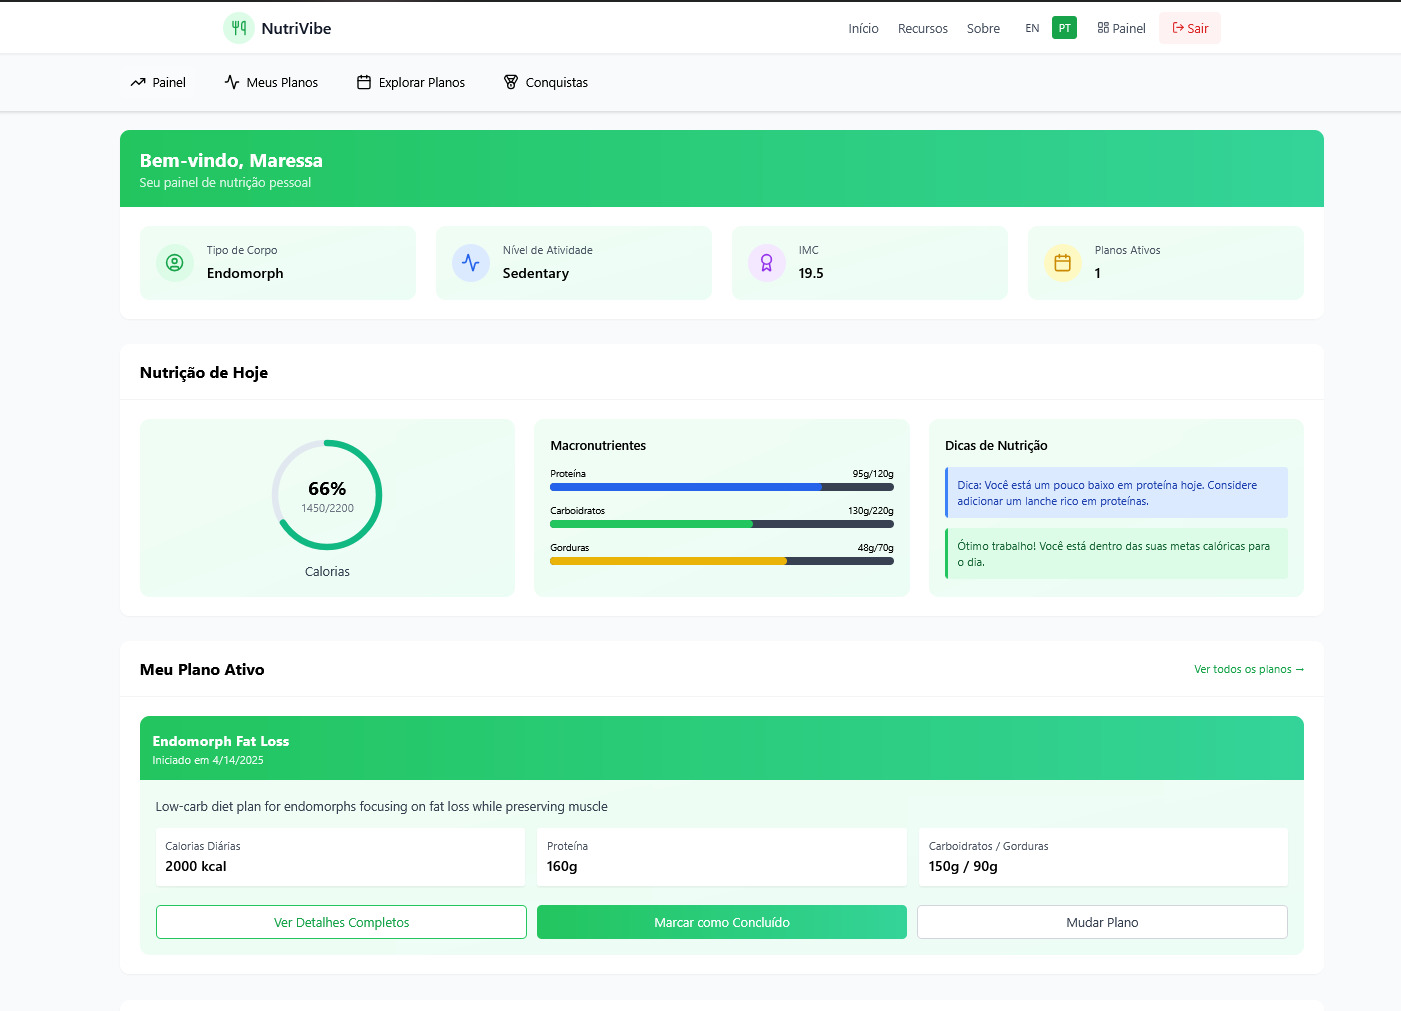 NutriVibe
Início
Recursos
Sobre
EN
PT
Painel
Sair
Painel
Meus Planos
Explorar Planos
Conquistas
Bem-vindo, Maressa
Seu painel de nutrição pessoal
Tipo de Corpo
Endomorph
Nível de Atividade
Sedentary
IMC
19.5
Planos Ativos
1
Nutrição de Hoje
66%
1450/2200
Calorias
Macronutrientes
Proteína 95g/120g
Carboidratos 130g/220g
Gorduras 48g/70g
Dicas de Nutrição
Dica: Você está um pouco baixo em proteína hoje. Considere
adicionar um lanche rico em proteínas.
Ótimo trabalho! Você está dentro das suas metas calóricas para
o dia.
Meu Plano Ativo
Ver todos os planos →
Endomorph Fat Loss
Iniciado em 4/14/2025
Low-carb diet plan for endomorphs focusing on fat loss while preserving muscle
Calorias Diárias
2000 kcal
Proteína
160g
Carboidratos / Gorduras
150g / 90g
Ver Detalhes Completos
Marcar como Concluído
Mudar Plano